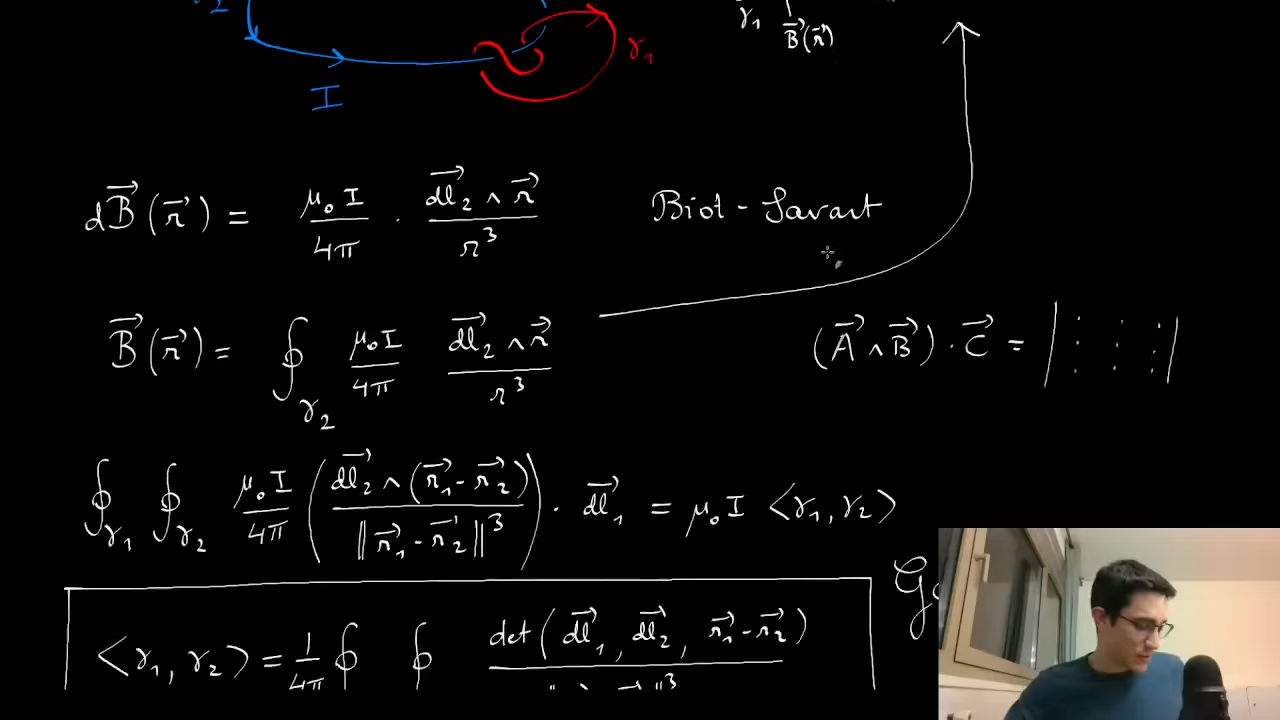 γ₁
B⃗(r⃗)
γ₁
I
dB⃗(r⃗) = μ₀I/4π · dl⃗₂ ∧ r⃗ / r³ Biot - Savart
B⃗(r⃗) = ∮_γ₂ μ₀I/4π dl⃗₂ ∧ r⃗ / r³ (A⃗ ∧ B⃗) · C⃗ =
∮_γ₁ ∮_γ₂ μ₀I/4π ( dl⃗₂ ∧ (r⃗₁ - r⃗₂) / ‖r⃗₁ - r⃗₂‖³ ) · dl⃗₁ = μ₀I <γ₁, γ₂>
<γ₁, γ₂> = 1/4π ∮ ∮ det( dl⃗₁, dl⃗₂, r⃗₁ - r⃗₂ )